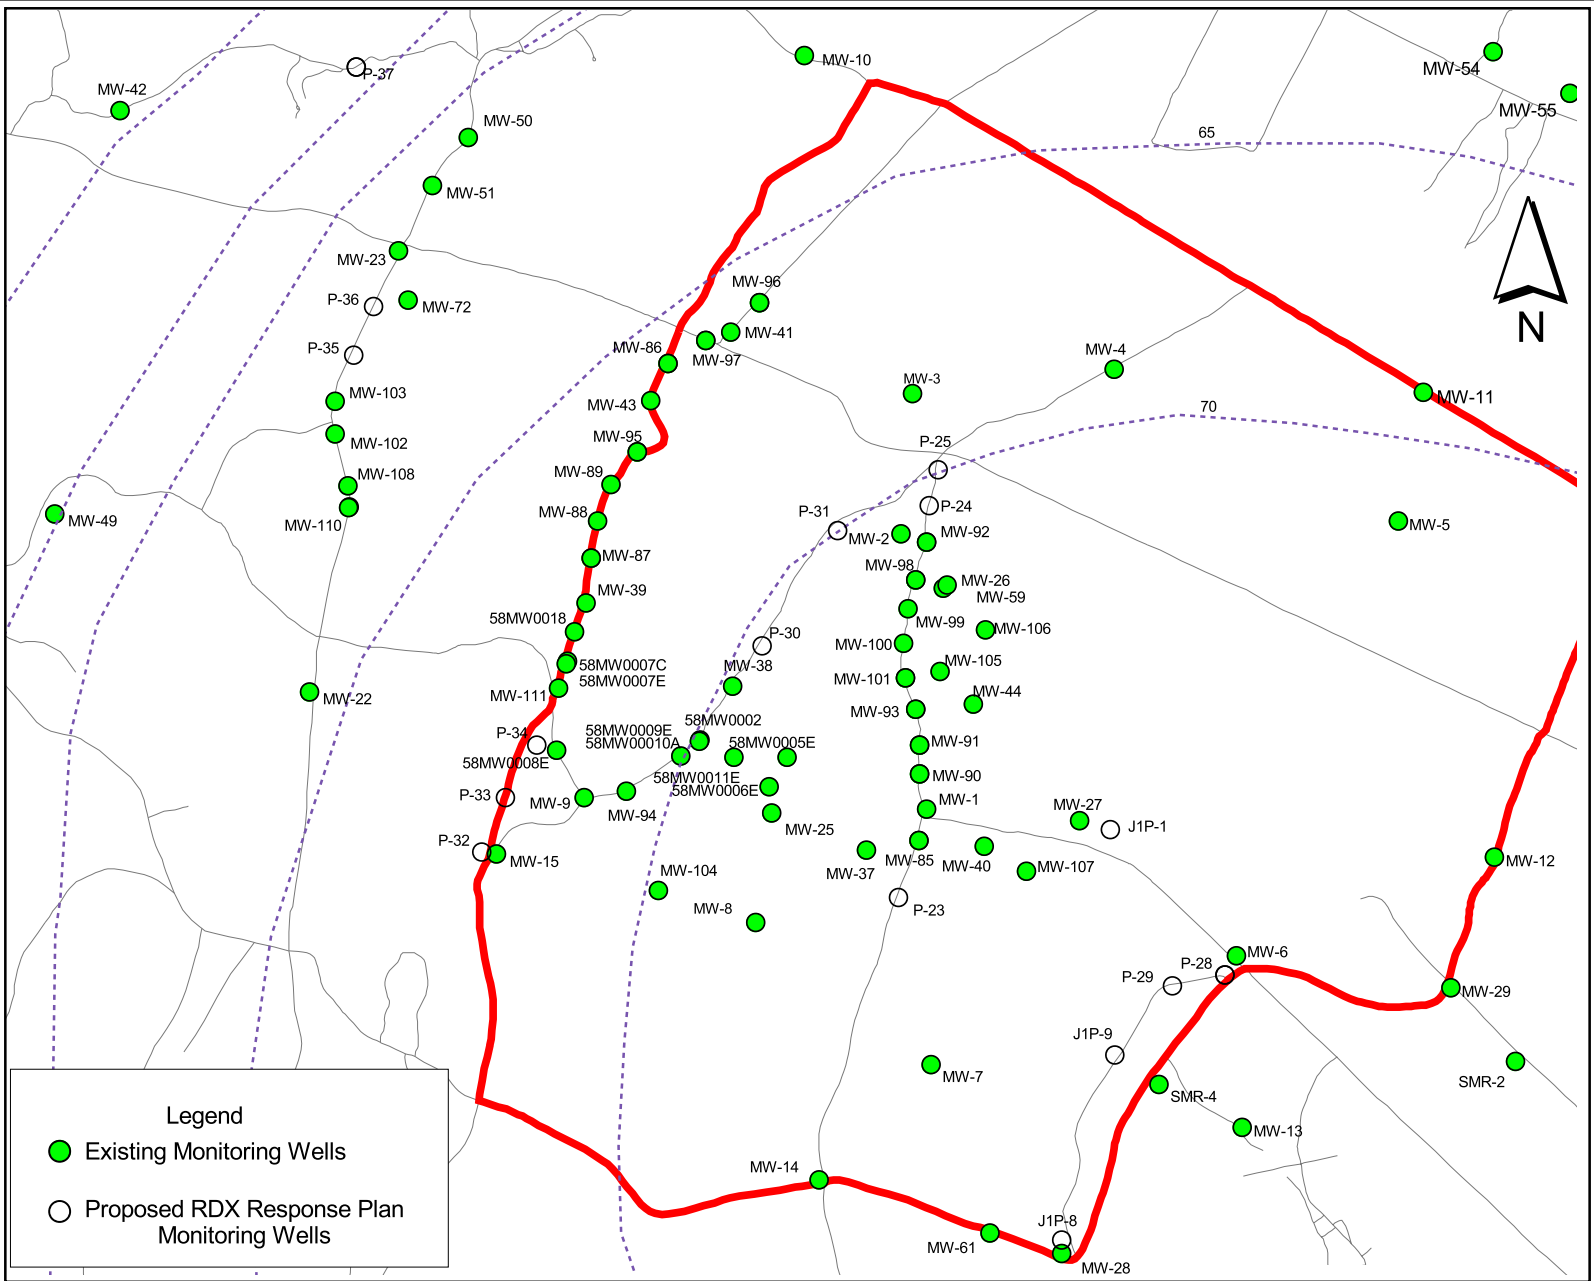 MW-10
P-37
MW-54
MW-42
MW-55
MW-50
65
MW-51
MW-23
MW-96
P-36
MW-72
N
MW-41
P-35
MW-86
MW-97
MW-4
MW-3
MW-103
MW-43
MW-11
70
MW-102
MW-95
P-25
MW-108
MW-89
P-24
MW-49
MW-110
MW-88
P-31
MW-2
MW-92
MW-5
MW-87
MW-98
MW-26
MW-39
MW-59
58MW0018
MW-99
MW-106
P-30
MW-100
58MW0007C
MW-38
MW-105
58MW0007E
MW-101
MW-111
MW-44
MW-22
MW-93
58MW0002
P-34
58MW0009E
58MW00010A
58MW0005E
MW-91
58MW0008E
58MW0011E
MW-90
58MW0006E
P-33
MW-9
MW-94
MW-1
MW-27
J1P-1
MW-25
P-32
MW-15
MW-85
MW-40
MW-107
MW-12
MW-104
MW-37
MW-8
P-23
MW-6
P-28
P-29
MW-29
J1P-9
MW-7
SMR-2
SMR-4
MW-13
MW-14
J1P-8
MW-61
MW-28
Legend
Existing Monitoring Wells
Proposed RDX Response Plan
Monitoring Wells